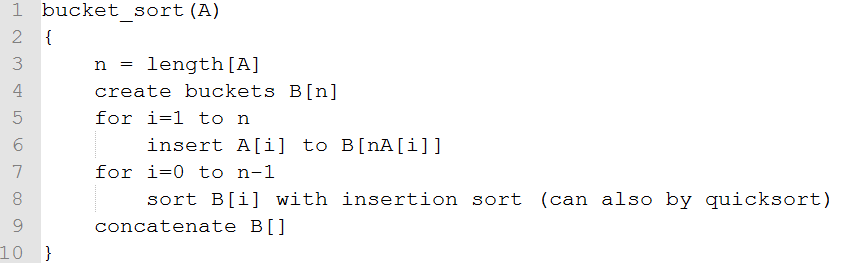 1 bucket_sort(A)
2 {
3     n = length[A]
4     create buckets B[n]
5     for i=1 to n
6         insert A[i] to B[nA[i]]
7     for i=0 to n-1
8         sort B[i] with insertion sort (can also by quicksort)
9     concatenate B[]
10 }